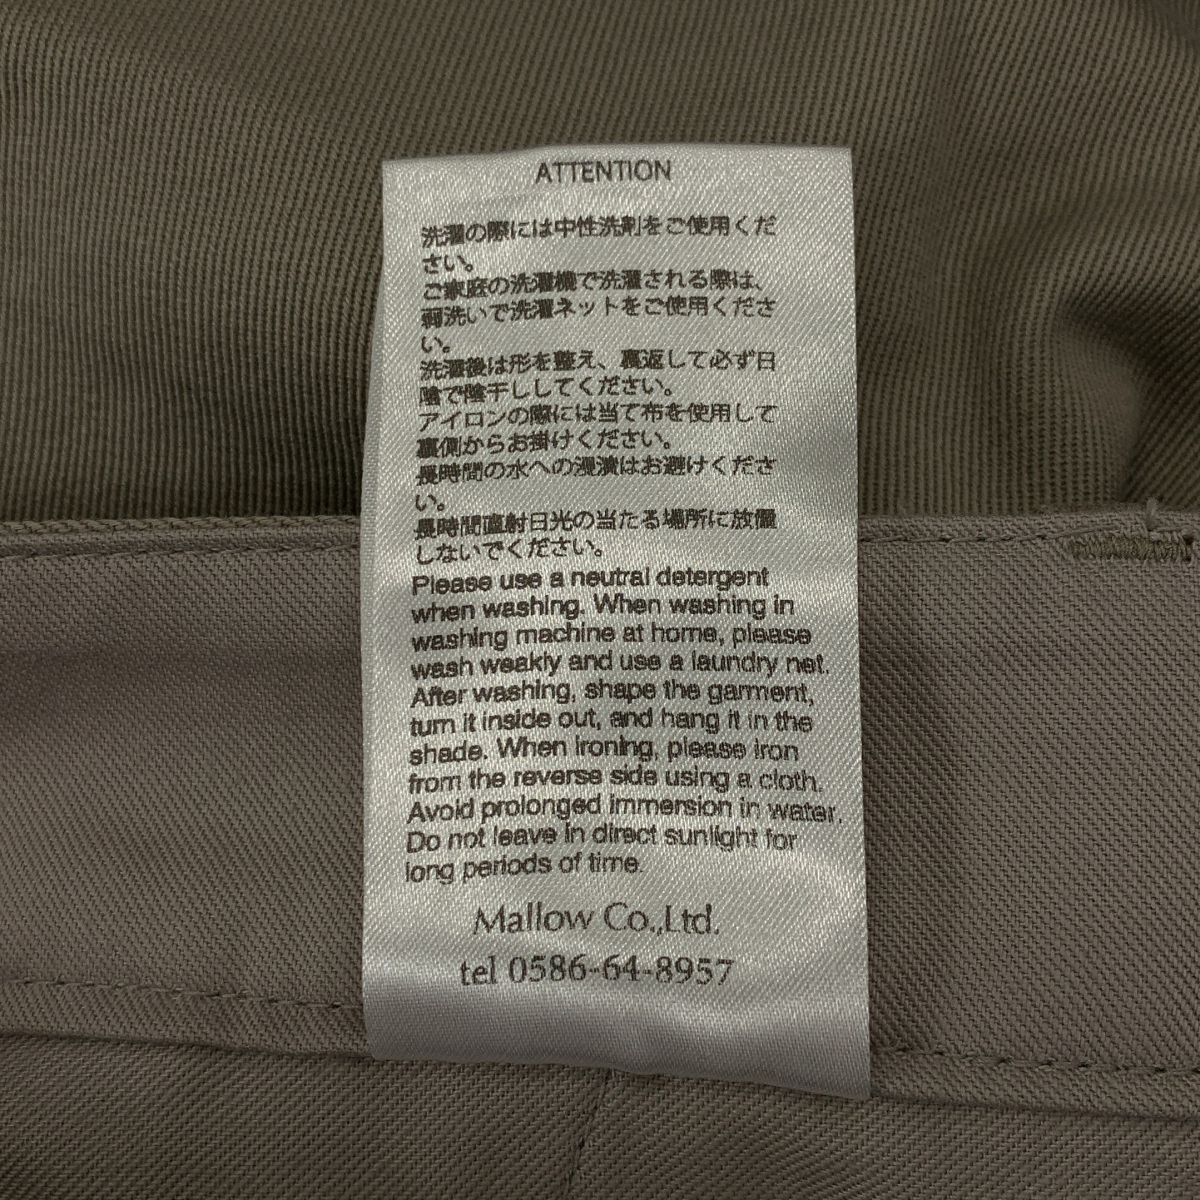 ATTENTION
洗濯の際には中性洗剤をご使用くだ
さい。
ご家庭の洗濯機で洗濯される際は、
弱洗いで洗濯ネットをご使用くださ
い。
洗濯後は形を整え、裏返して必ず日
陰で陰干ししてください。
アイロンの際には当て布を使用して
裏側からお掛けください。
長時間の水への浸漬はお避けくださ
い。
長時間直射日光の当たる場所に放置
しないでください。
Please use a neutral detergent
when washing. When washing in
washing machine at home, please
wash weakly and use a laundry net.
After washing, shape the garment,
turn it inside out, and hang it in the
shade. When ironing, please iron
from the reverse side using a cloth.
Avoid prolonged immersion in water.
Do not leave in direct sunlight for
long periods of time.
Mallow Co.,Ltd.
tel 0586-64-8957